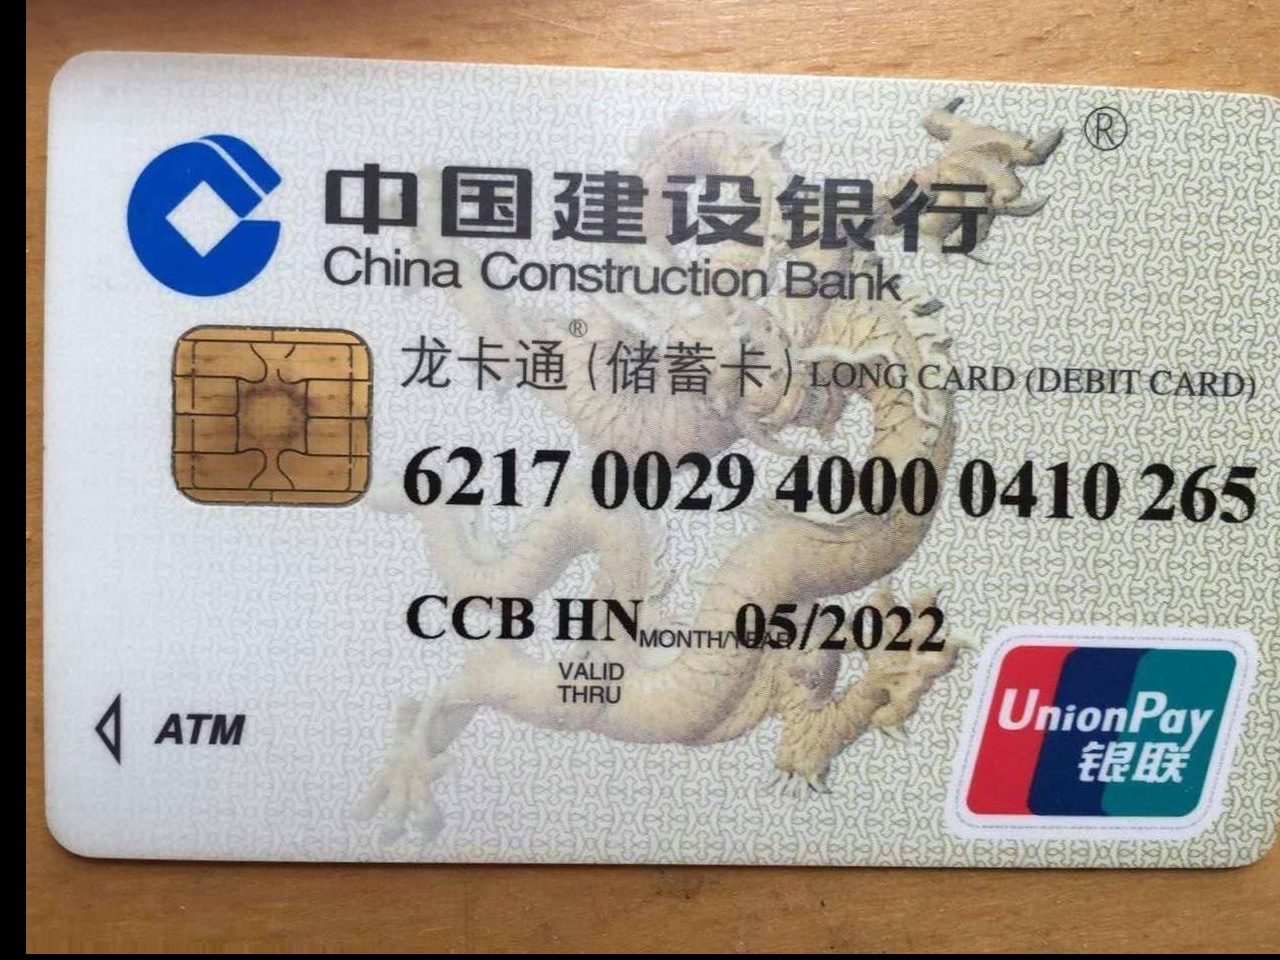 ®
中国建设银行
China Construction Bank
龙卡通®(储蓄卡) LONG CARD (DEBIT CARD)
6217 0029 4000 0410 265
CCB HN MONTH/YEAR 05/2022
VALID
THRU
ATM
UnionPay
银联